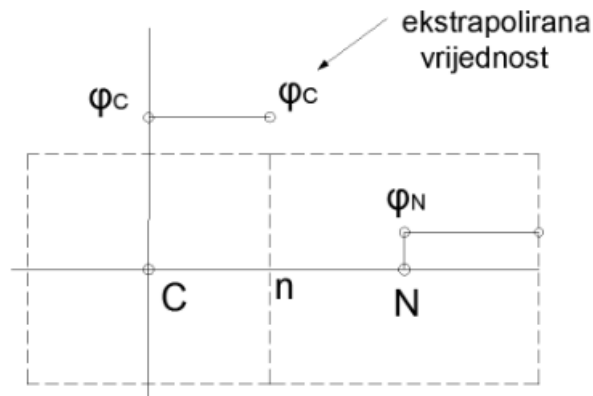 ekstrapolirana
vrijednost
φC
φC
φN
C
n
N